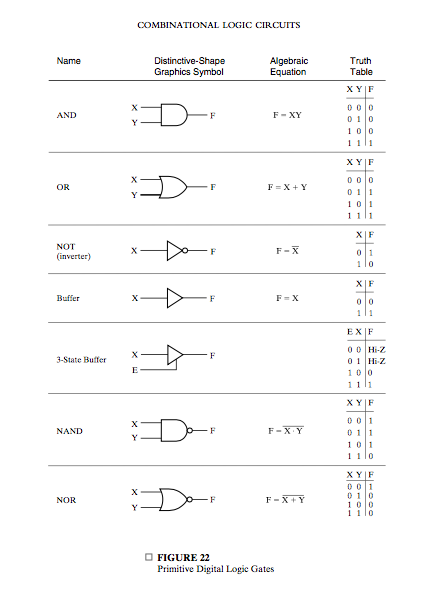 COMBINATIONAL LOGIC CIRCUITS
Name Distinctive-Shape Graphics Symbol Algebraic Equation Truth Table
AND X Y F F = XY
X Y F
0 0 0
0 1 0
1 0 0
1 1 1
OR X Y F F = X + Y
X Y F
0 0 0
0 1 1
1 0 1
1 1 1
NOT (inverter) X F F = X̅
X F
0 1
1 0
Buffer X F F = X
X F
0 0
1 1
3-State Buffer X E F
E X F
0 0 Hi-Z
0 1 Hi-Z
1 0 0
1 1 1
NAND X Y F F = X̅ ·̅ Y̅
X Y F
0 0 1
0 1 1
1 0 1
1 1 0
NOR X Y F F = X̅ +̅ Y̅
X Y F
0 0 1
0 1 0
1 0 0
1 1 0
FIGURE 22
Primitive Digital Logic Gates